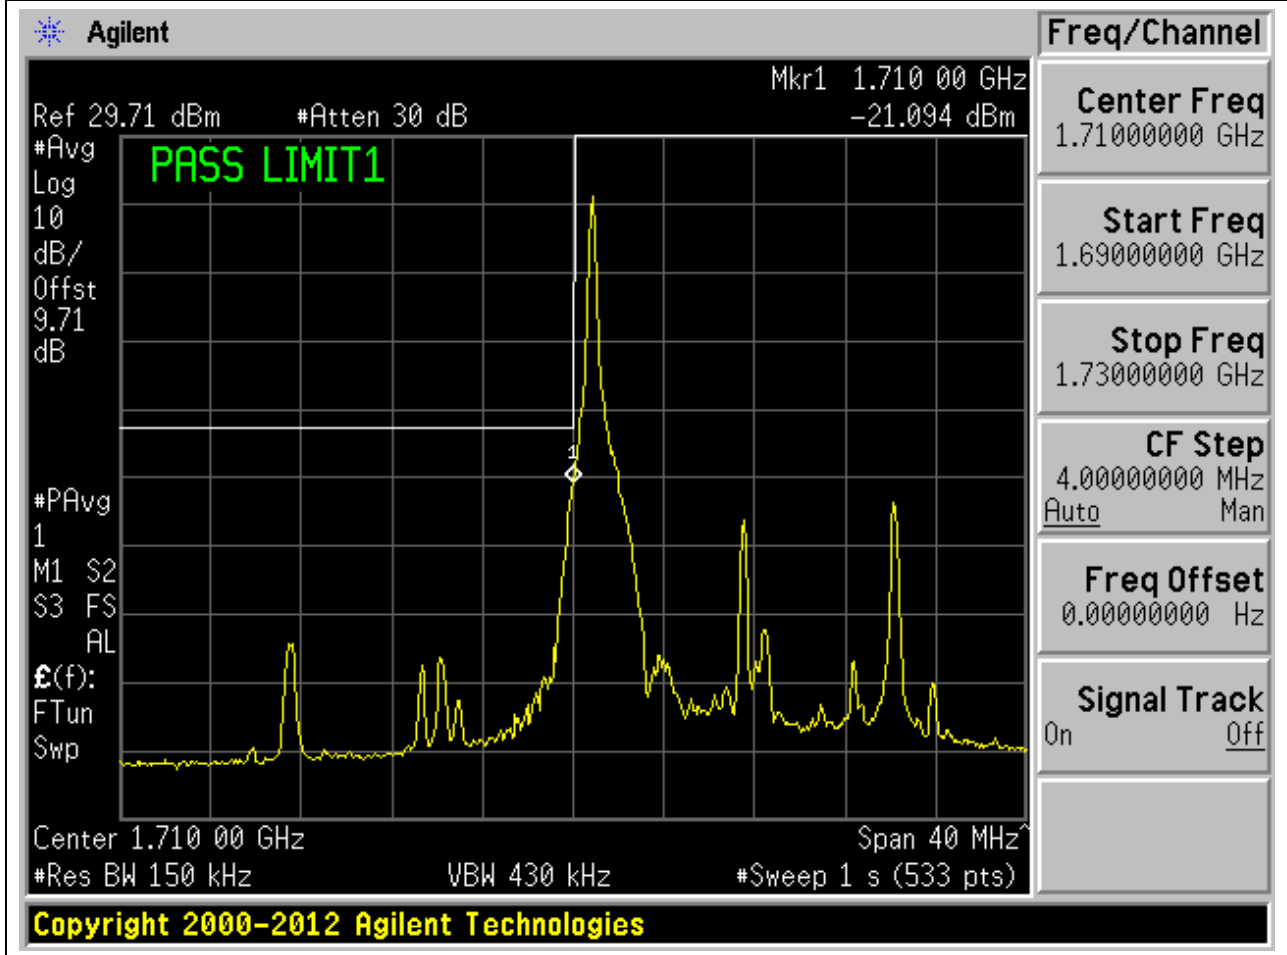 Agilent
Freq/Channel
Mkr1 1.710 00 GHz
Ref 29.71 dBm #Atten 30 dB -21.094 dBm
#Avg
Log
10
dB/
Offst
9.71
dB
PASS LIMIT1
1
#PAvg
1
M1 S2
S3 FS
AL
£(f):
FTun
Swp
Center 1.710 00 GHz Span 40 MHz^
#Res BW 150 kHz VBW 430 kHz #Sweep 1 s (533 pts)
Copyright 2000-2012 Agilent Technologies
Center Freq
1.71000000 GHz
Start Freq
1.69000000 GHz
Stop Freq
1.73000000 GHz
CF Step
4.00000000 MHz
Auto Man
Freq Offset
0.00000000 Hz
Signal Track
On Off